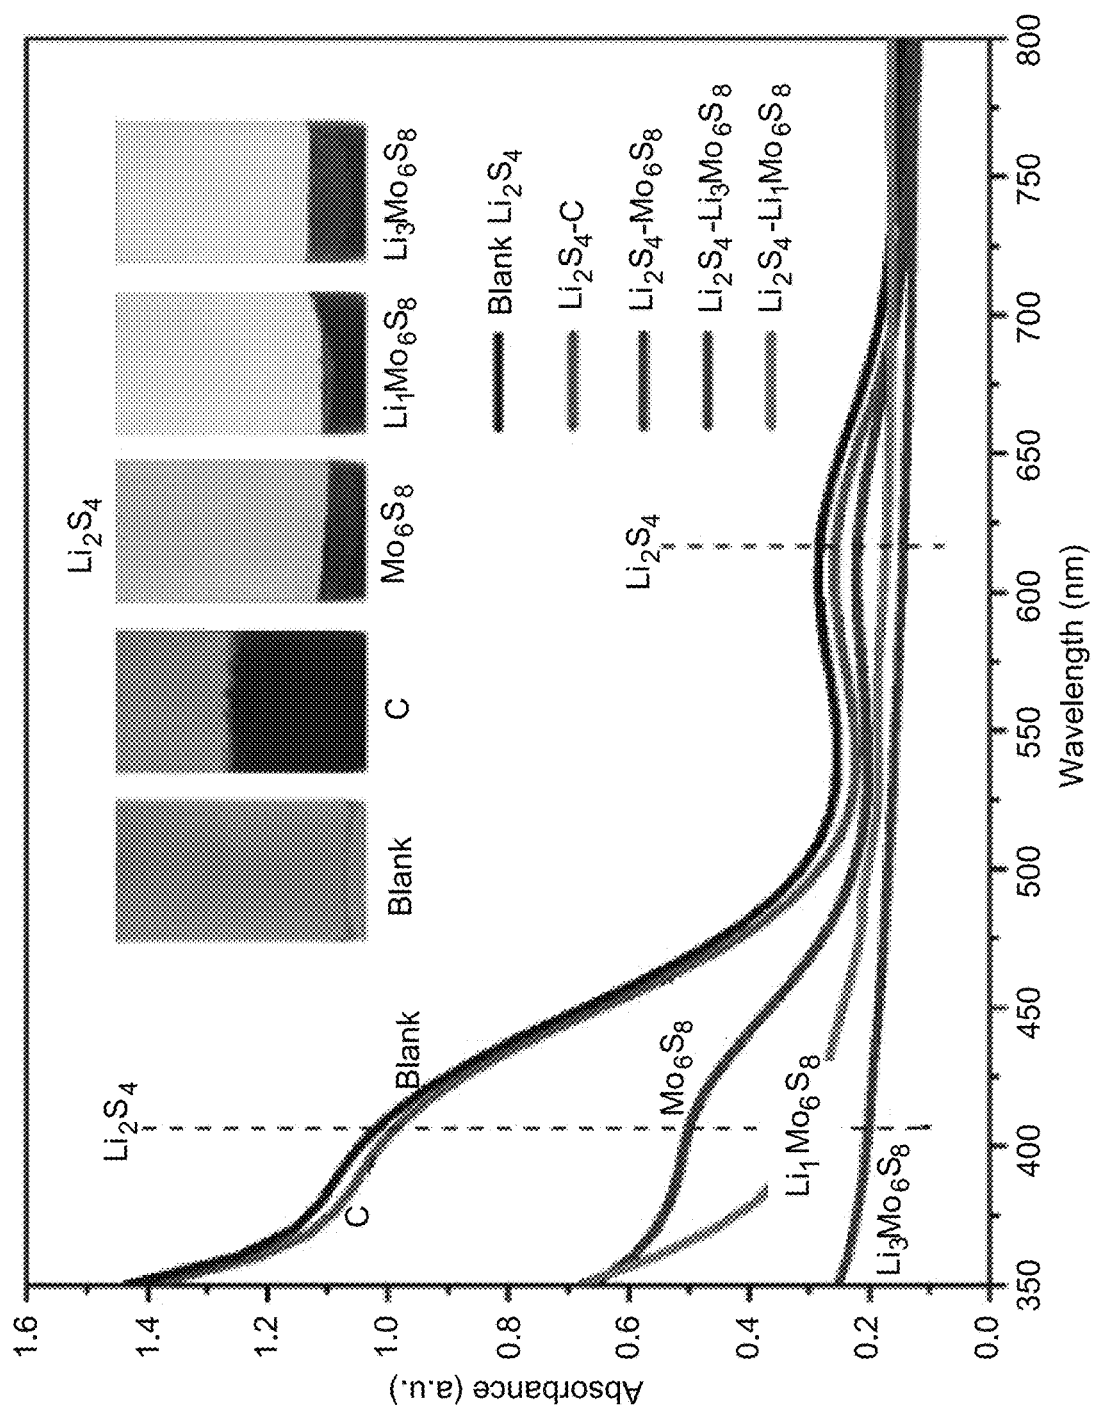 Li₂S₄
Blank
C
Mo₆S₈
Li₁Mo₆S₈
Li₃Mo₆S₈
Blank Li₂S₄
Li₂S₄-C
Li₂S₄-Mo₆S₈
Li₂S₄-Li₃Mo₆S₈
Li₂S₄-Li₁Mo₆S₈
Li₂S₄
Li₂S₄
C
Blank
Mo₆S₈
Li₁Mo₆S₈
Li₃Mo₆S₈
1.6
1.4
1.2
1.0
0.8
0.6
0.4
0.2
0.0
Absorbance (a.u.)
350
400
450
500
550
600
650
700
750
800
Wavelength (nm)